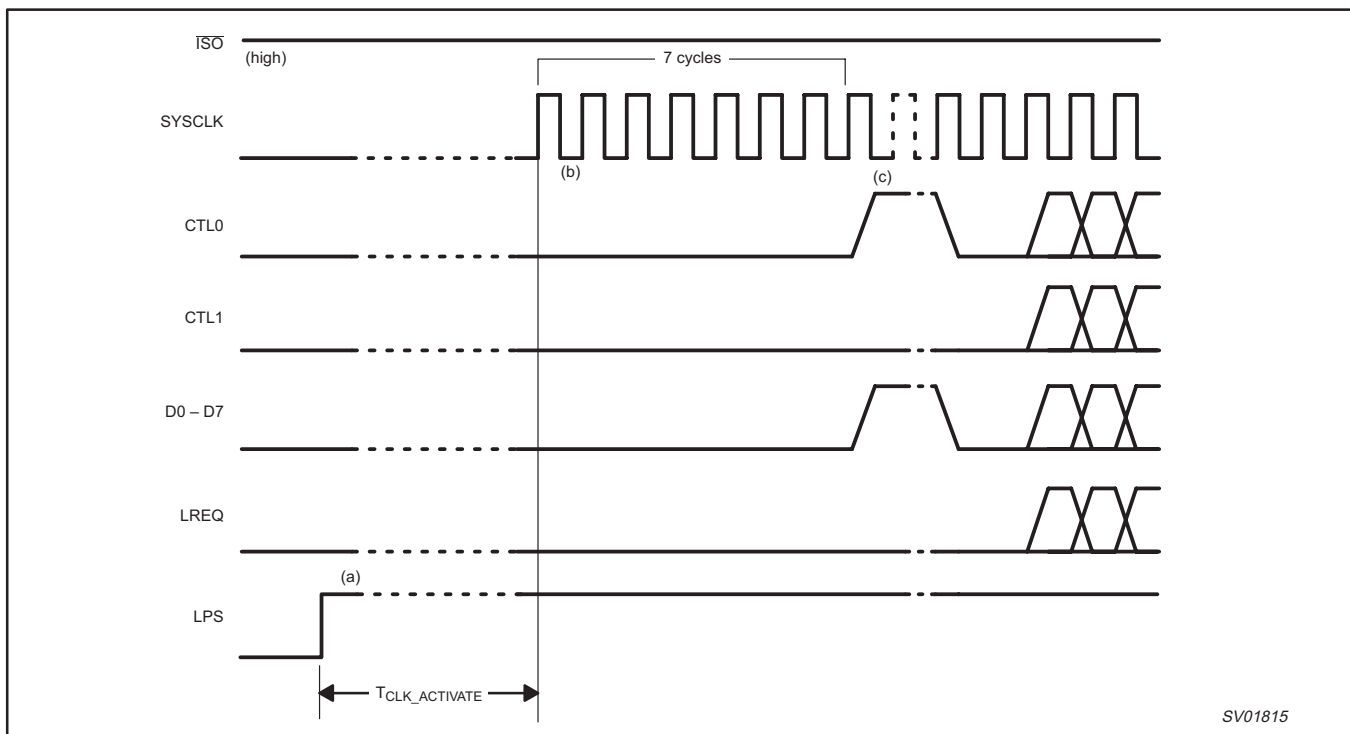 ISO
(high)
7 cycles
SYSCLK
(b)
(c)
CTL0
CTL1
D0 – D7
LREQ
(a)
LPS
TCLK_ACTIVATE
SV01815